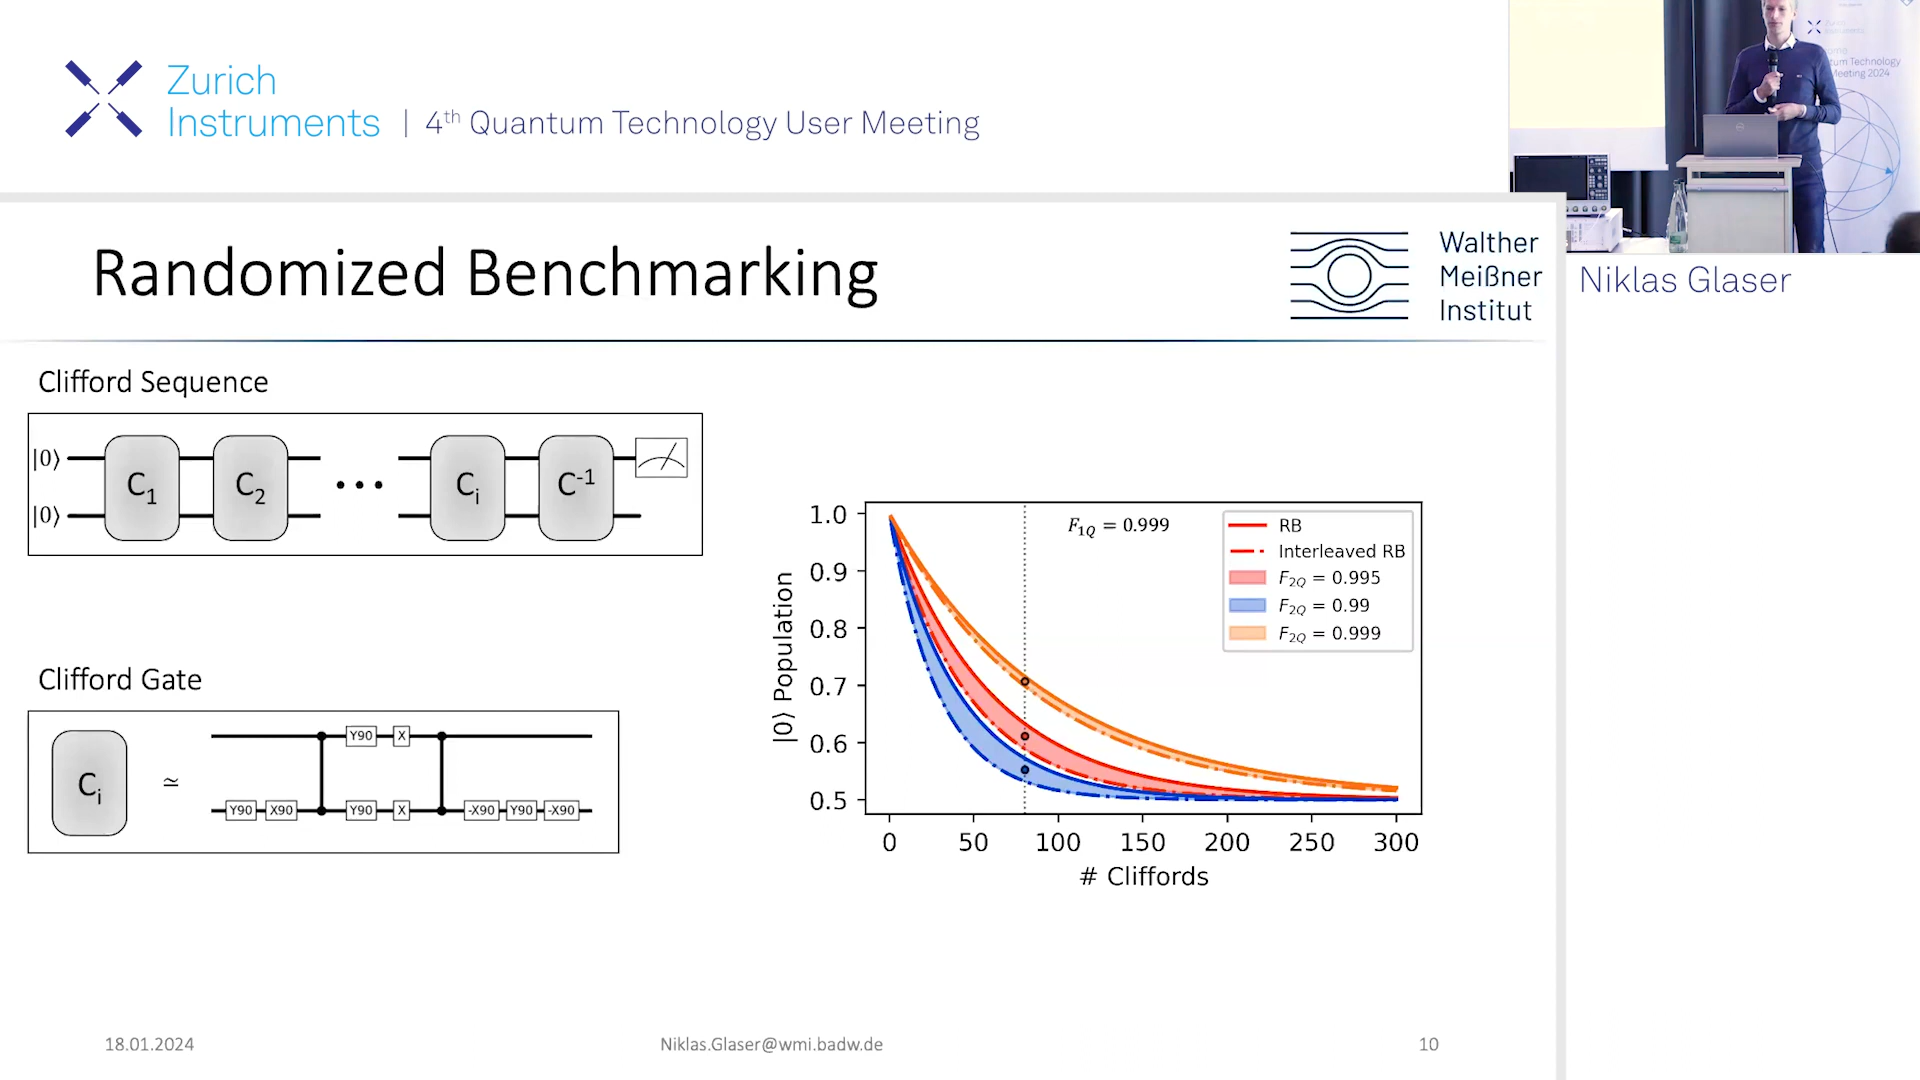 Zurich
Instruments | 4th Quantum Technology User Meeting
tum Technology
Meeting 2024
Randomized Benchmarking
Walther
Meißner
Institut
Niklas Glaser
Clifford Sequence
|0⟩ C1 C2 ••• Ci C-1
|0⟩
Clifford Gate
Ci ≃
Y90 X
Y90 X90 Y90 X -X90 Y90 -X90
F1Q = 0.999
RB
Interleaved RB
F2Q = 0.995
F2Q = 0.99
F2Q = 0.999
|0⟩ Population
1.0
0.9
0.8
0.7
0.6
0.5
0 50 100 150 200 250 300
# Cliffords
18.01.2024 Niklas.Glaser@wmi.badw.de 10